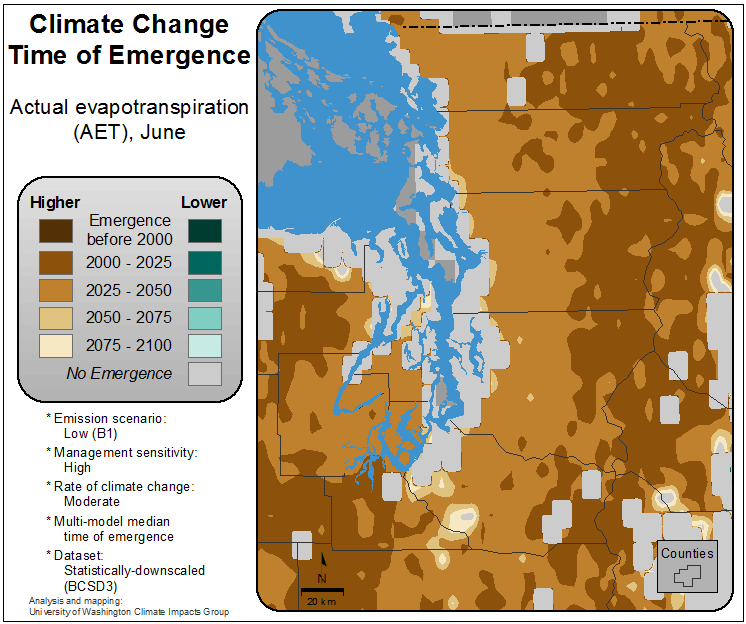 Climate Change
Time of Emergence
Actual evapotranspiration
(AET), June
Higher
Lower
Emergence
before 2000
2000 - 2025
2025 - 2050
2050 - 2075
2075 - 2100
No Emergence
* Emission scenario:
Low (B1)
* Management sensitivity:
High
* Rate of climate change:
Moderate
* Multi-model median
time of emergence
* Dataset:
Statistically-downscaled
(BCSD3)
Analysis and mapping:
University of Washington Climate Impacts Group
N
20 km
Counties